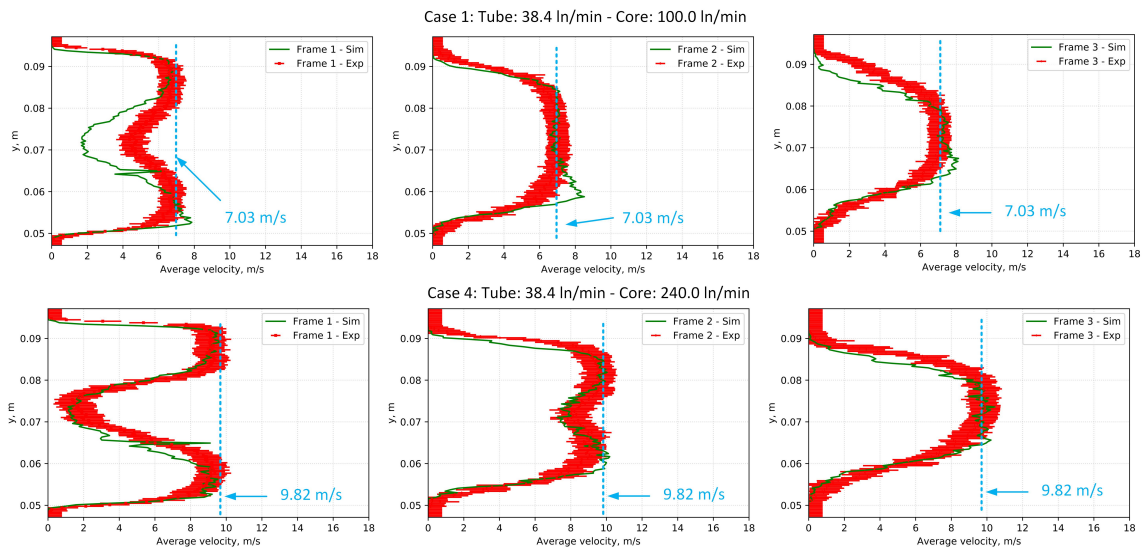 Case 1: Tube: 38.4 ln/min - Core: 100.0 ln/min
Frame 1 - Sim
Frame 1 - Exp
0.09
0.08
0.07
0.06
0.05
y, m
7.03 m/s
0 2 4 6 8 10 12 14 16 18
Average velocity, m/s
Frame 2 - Sim
Frame 2 - Exp
0.09
0.08
0.07
0.06
0.05
y, m
7.03 m/s
0 2 4 6 8 10 12 14 16 18
Average velocity, m/s
Frame 3 - Sim
Frame 3 - Exp
0.09
0.08
0.07
0.06
0.05
y, m
7.03 m/s
0 2 4 6 8 10 12 14 16 18
Average velocity, m/s
Case 4: Tube: 38.4 ln/min - Core: 240.0 ln/min
Frame 1 - Sim
Frame 1 - Exp
0.09
0.08
0.07
0.06
0.05
y, m
9.82 m/s
0 2 4 6 8 10 12 14 16 18
Average velocity, m/s
Frame 2 - Sim
Frame 2 - Exp
0.09
0.08
0.07
0.06
0.05
y, m
9.82 m/s
0 2 4 6 8 10 12 14 16 18
Average velocity, m/s
Frame 3 - Sim
Frame 3 - Exp
0.09
0.08
0.07
0.06
0.05
y, m
9.82 m/s
0 2 4 6 8 10 12 14 16 18
Average velocity, m/s